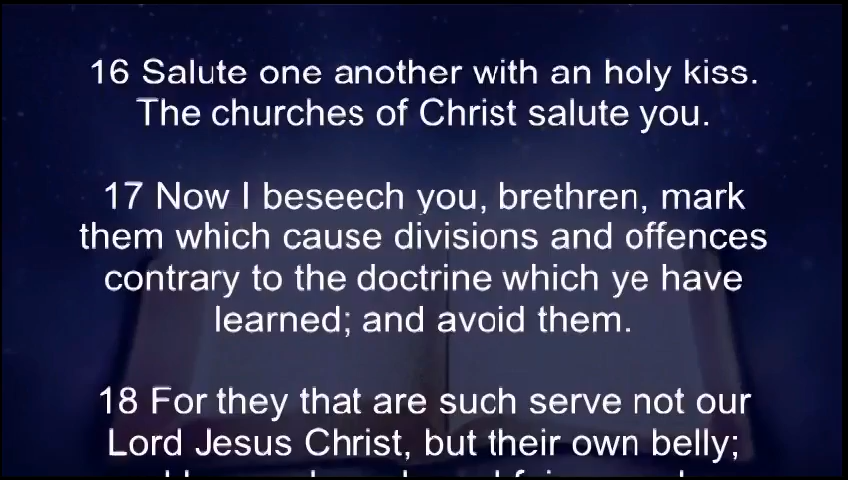 16 Salute one another with an holy kiss.
The churches of Christ salute you.
17 Now I beseech you, brethren, mark
them which cause divisions and offences
contrary to the doctrine which ye have
learned; and avoid them.
18 For they that are such serve not our
Lord Jesus Christ, but their own belly;